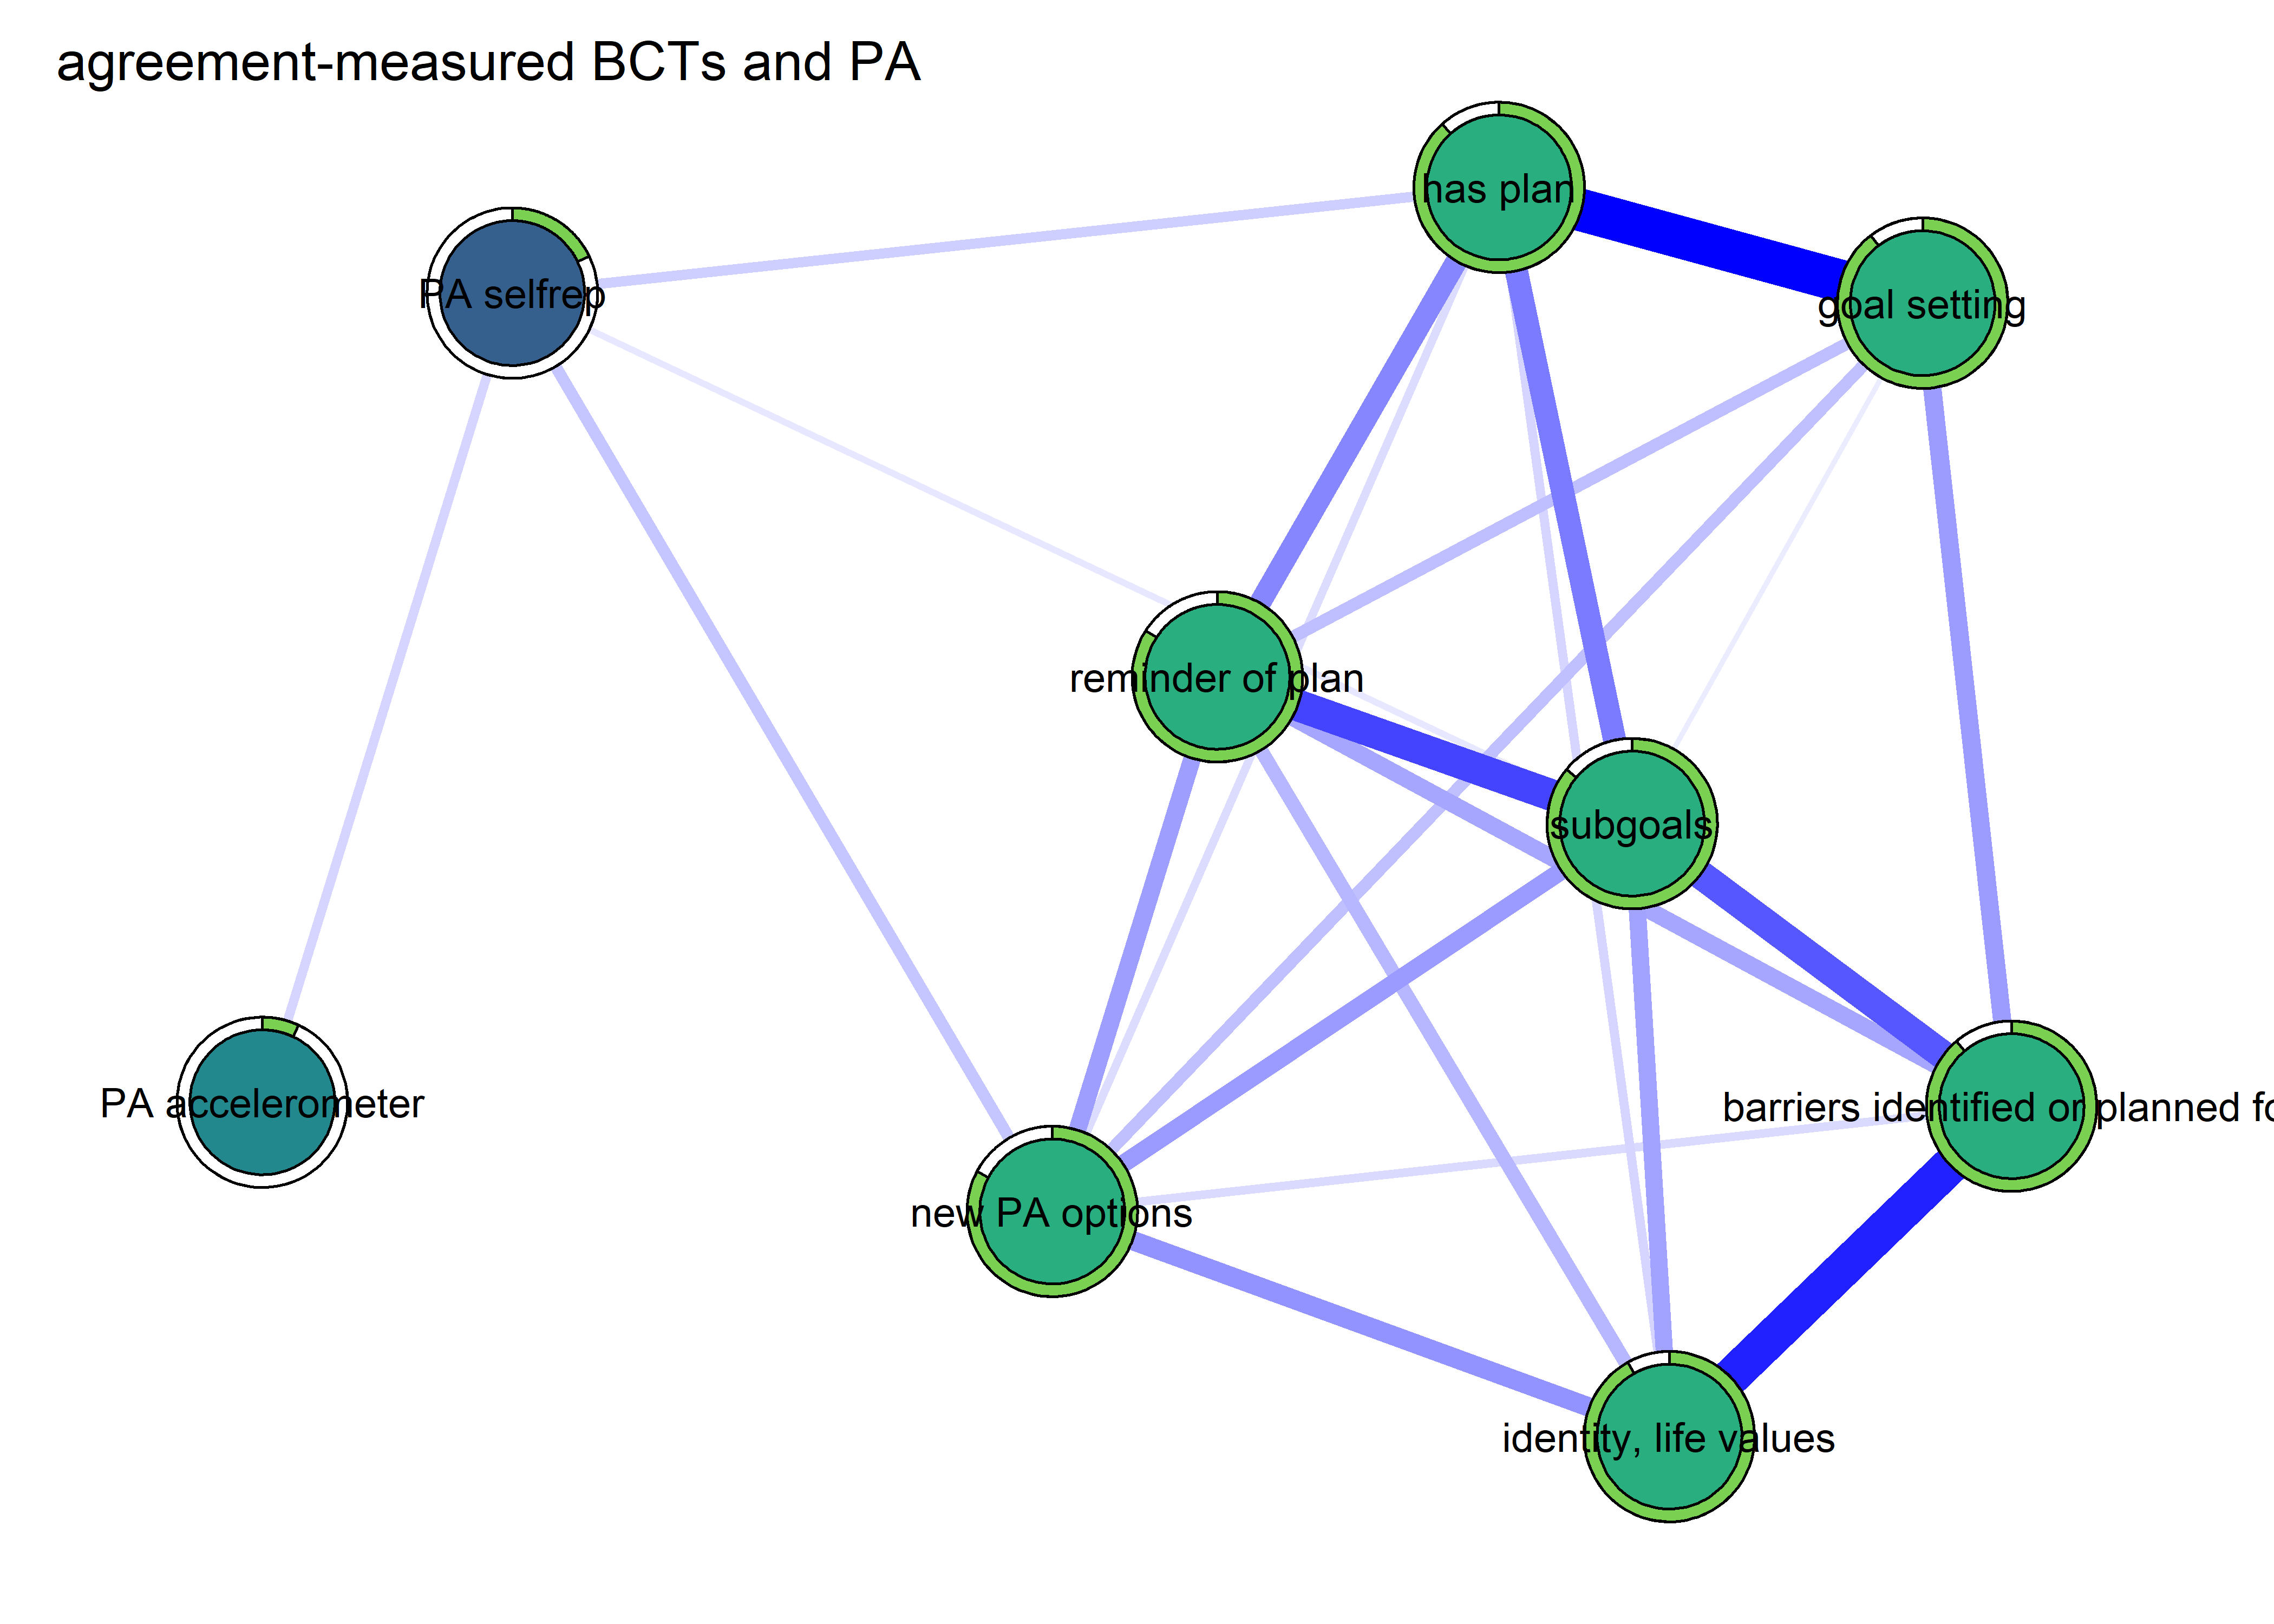 agreement-measured BCTs and PA
has plan
PA selfrep
goal setting
reminder of plan
subgoals
PA accelerometer
barriers identified or planned
new PA options
identity, life values